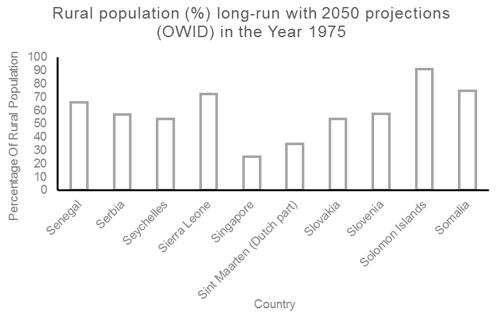 Rural population (%) long-run with 2050 projections
(OWID) in the Year 1975
Percentage Of Rural Population
100
90
80
70
60
50
40
30
20
10
0
Senegal
Serbia
Seychelles
Sierra Leone
Singapore
Sint Maarten (Dutch part)
Slovakia
Slovenia
Solomon Islands
Somalia
Country